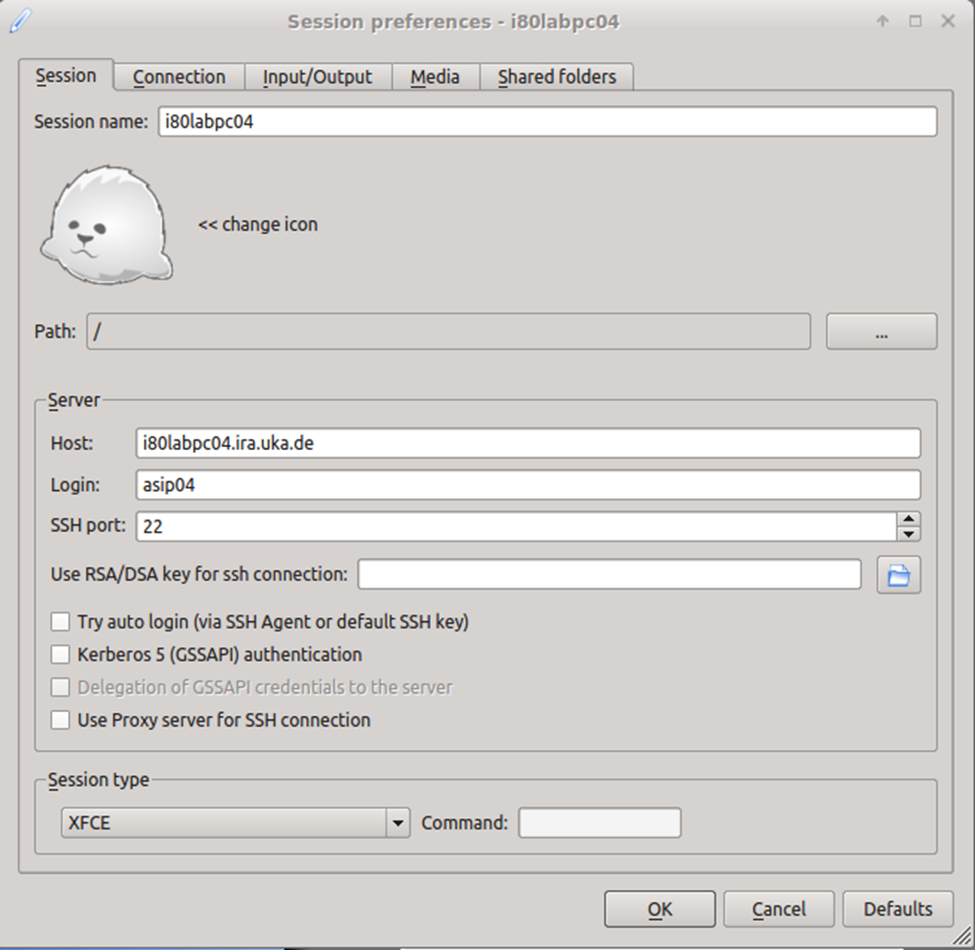 Session preferences - i80labpc04
Session Connection Input/Output Media Shared folders
Session name: i80labpc04
<< change icon
Path: / ...
Server
Host: i80labpc04.ira.uka.de
Login: asip04
SSH port: 22
Use RSA/DSA key for ssh connection:
Try auto login (via SSH Agent or default SSH key)
Kerberos 5 (GSSAPI) authentication
Delegation of GSSAPI credentials to the server
Use Proxy server for SSH connection
Session type
XFCE Command:
OK Cancel Defaults